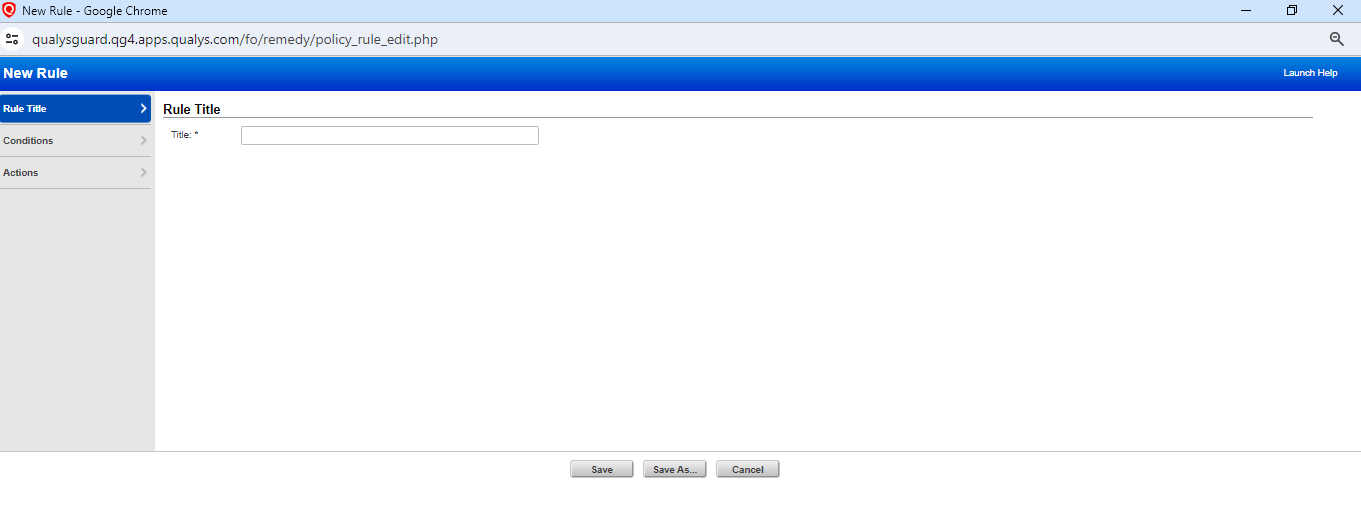 New Rule - Google Chrome
qualysguard.qg4.apps.qualys.com/fo/remedy/policy_rule_edit.php
New Rule
Launch Help
Rule Title
Conditions
Actions
Rule Title
Title: *
Save
Save As...
Cancel